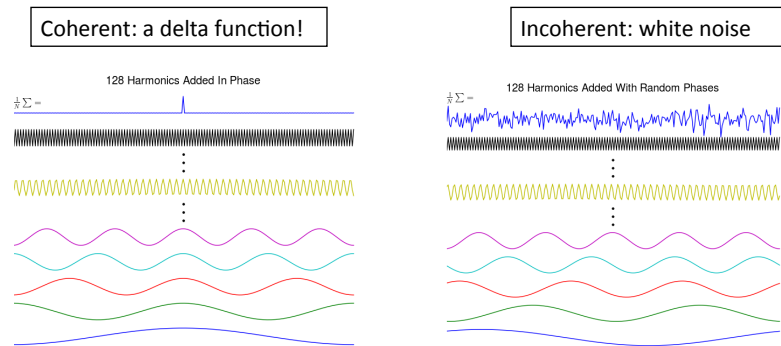 Coherent: a delta function!
Incoherent: white noise
128 Harmonics Added In Phase
128 Harmonics Added With Random Phases
1/N ∑ =
1/N ∑ =